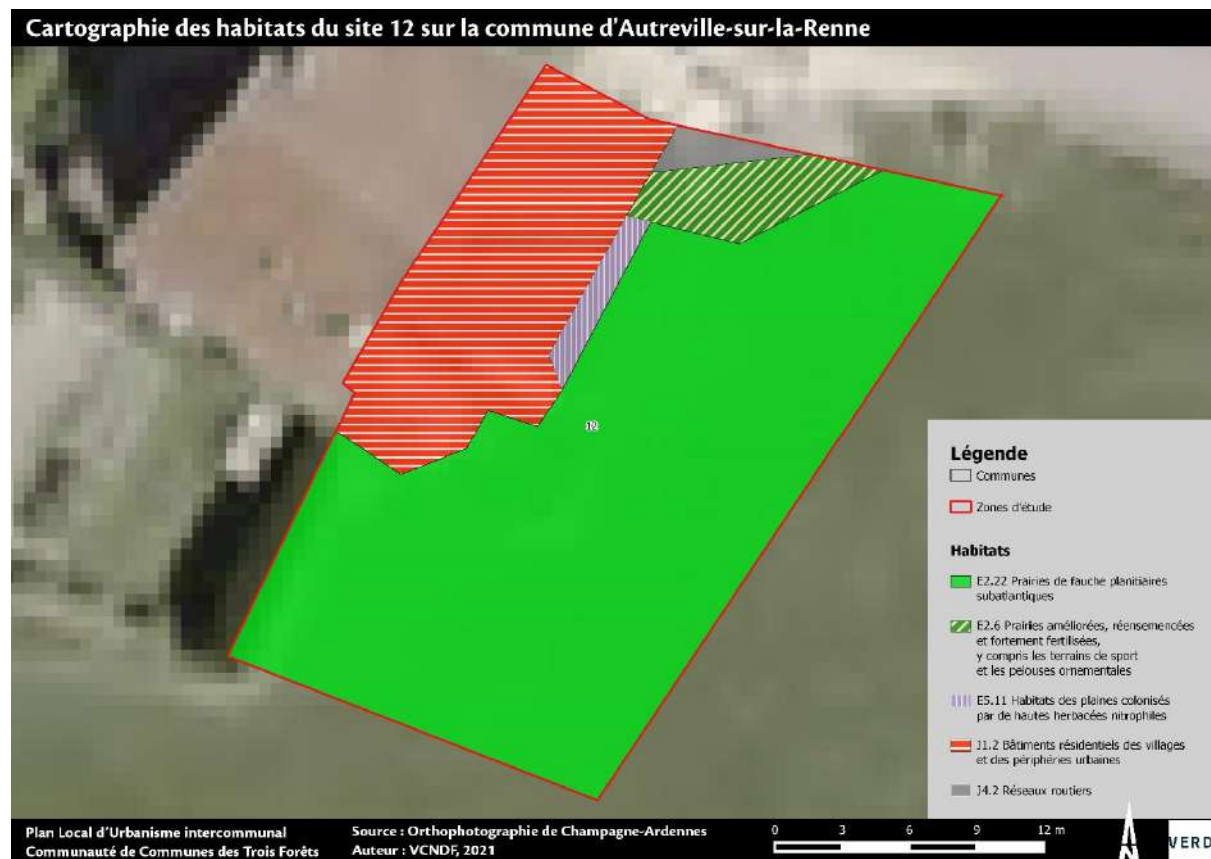 Cartographie des habitats du site 12 sur la commune d'Autreville-sur-la-Renne
12
Légende
Communes
Zones d'étude
Habitats
E2.22 Prairies de fauche planitiaires
subatlantiques
E2.6 Prairies améliorées, réensemencées
et fortement fertilisées,
y compris les terrains de sport
et les pelouses ornementales
E5.11 Habitats des plaines colonisés
par de hautes herbacées nitrophiles
J1.2 Bâtiments résidentiels des villages
et des périphéries urbaines
J4.2 Réseaux routiers
Plan Local d'Urbanisme intercommunal
Communauté de Communes des Trois Forêts
Source : Orthophotographie de Champagne-Ardennes
Auteur : VCNDF, 2021
0 3 6 9 12 m
N
VERD